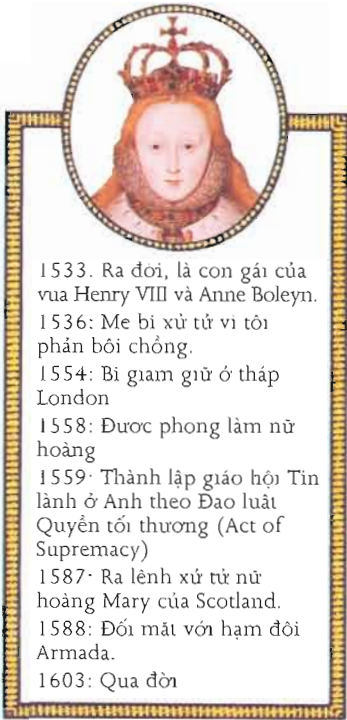 1533. Ra đời, là con gái của
vua Henry VIII và Anne Boleyn.
1536: Mẹ bị xử tử vì tội
phản bội chồng.
1554: Bị giam giữ ở tháp
London
1558: Được phong làm nữ
hoàng
1559· Thành lập giáo hội Tin
lành ở Anh theo Đạo luật
Quyền tối thượng (Act of
Supremacy)
1587· Ra lệnh xử tử nữ
hoàng Mary của Scotland.
1588: Đối mặt với hạm đội
Armada.
1603: Qua đời